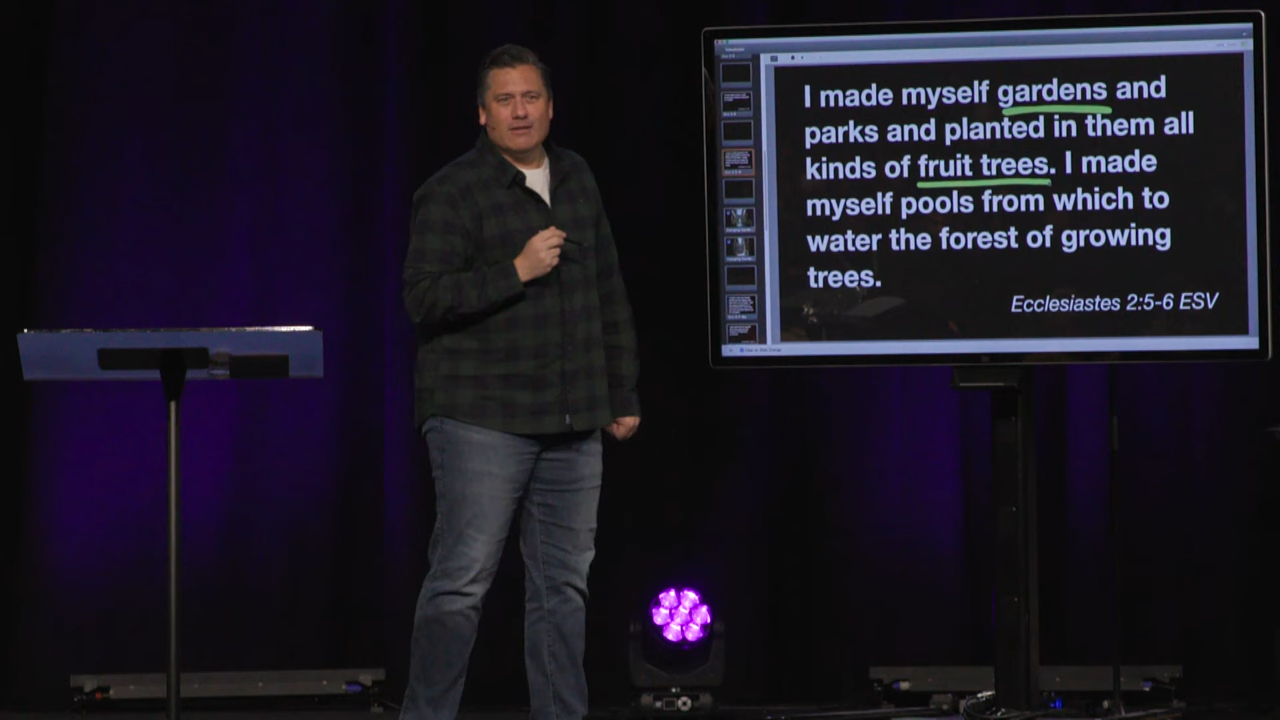 I made myself gardens and
parks and planted in them all
kinds of fruit trees. I made
myself pools from which to
water the forest of growing
trees.
Ecclesiastes 2:5-6 ESV